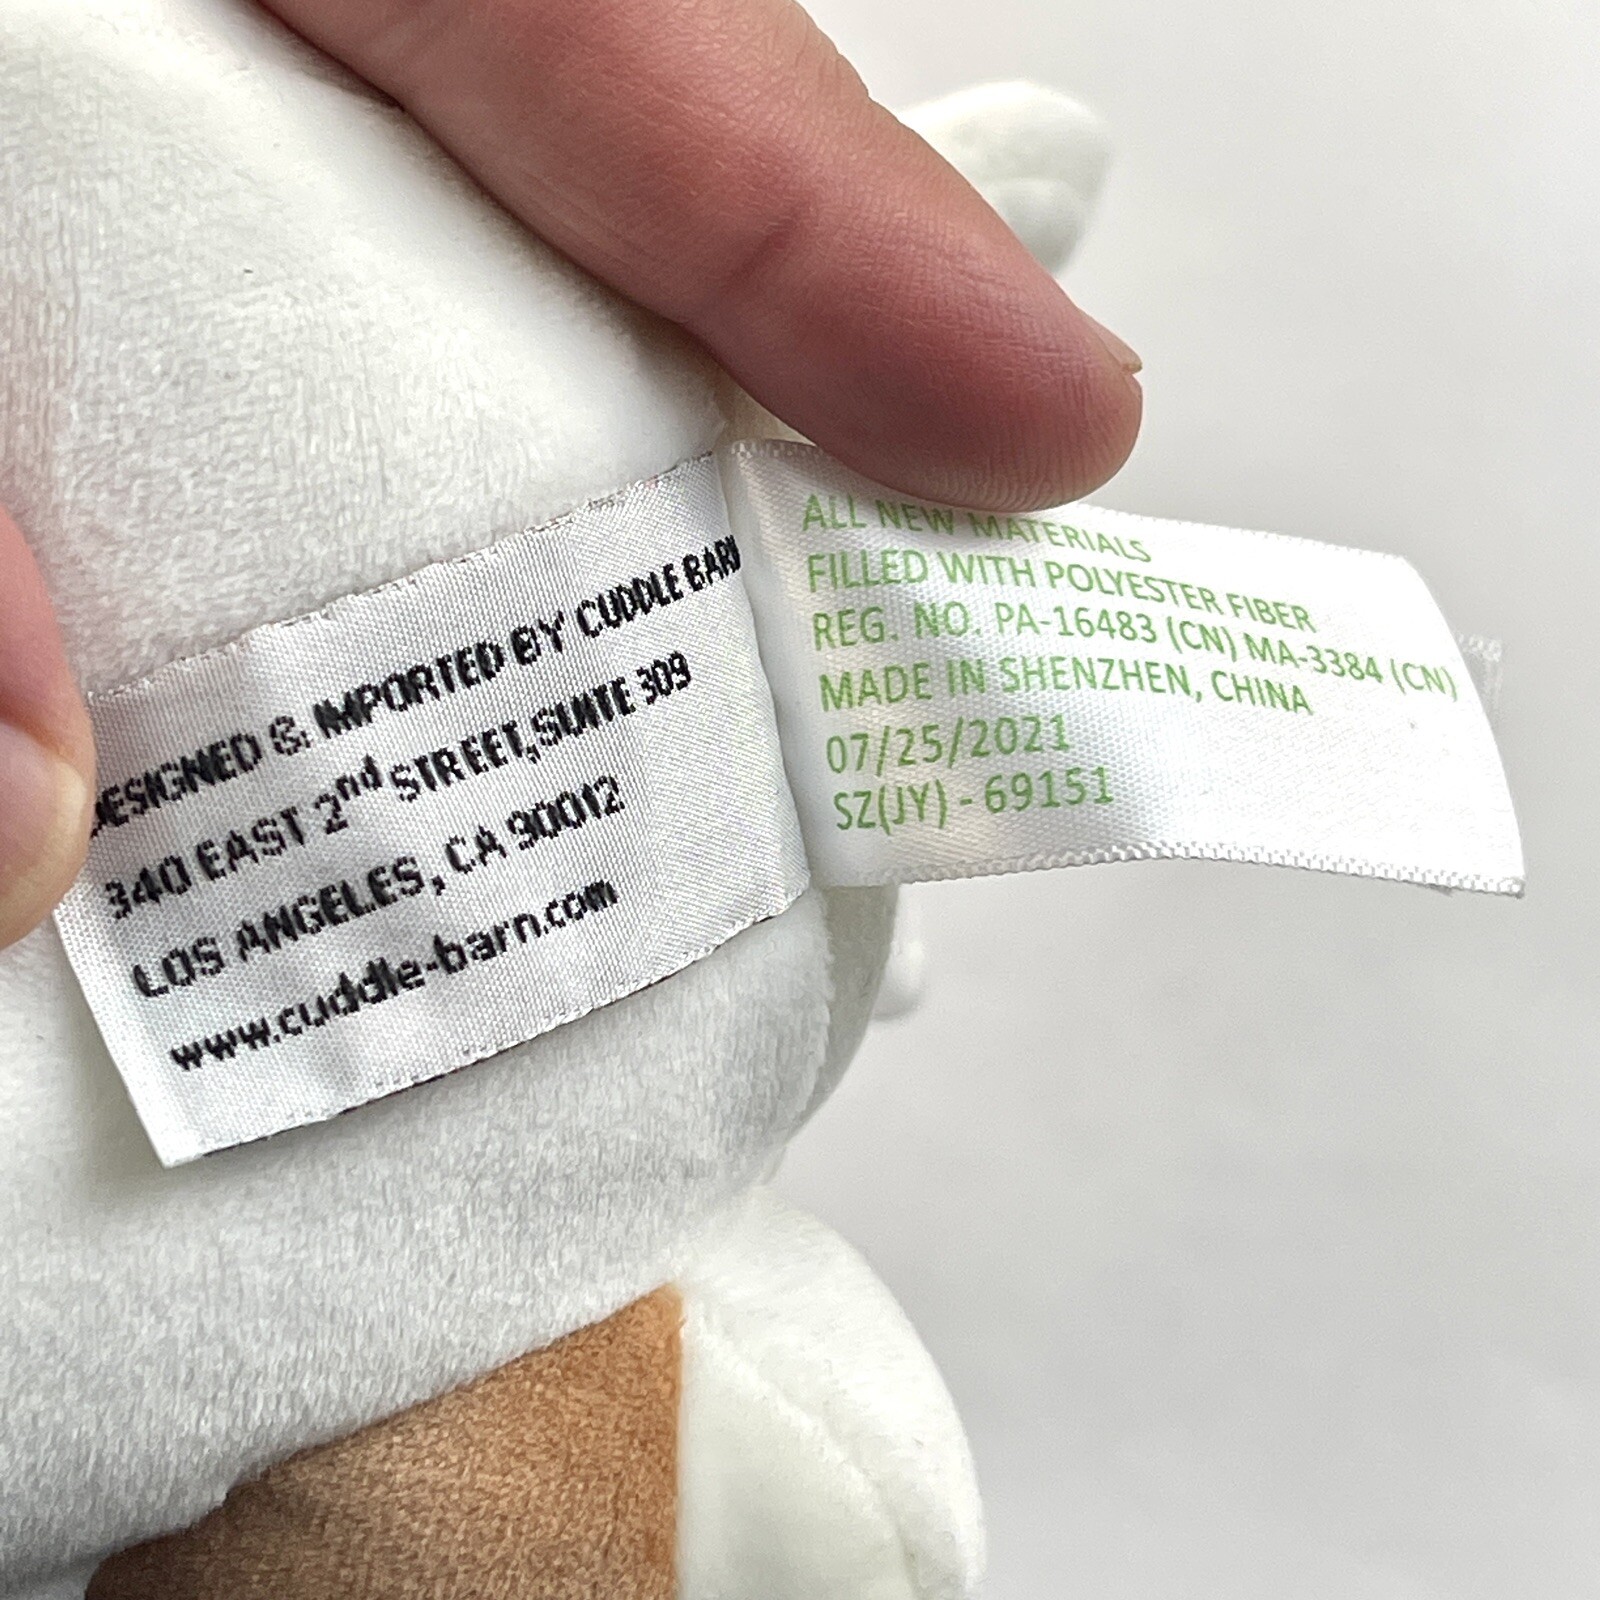 DESIGNED & IMPORTED BY CUDDLE BARN
340 EAST 2nd STREET, SUITE 309
LOS ANGELES, CA 90012
www.cuddle-barn.com
ALL NEW MATERIALS
FILLED WITH POLYESTER FIBER
REG. NO. PA-16483 (CN) MA-3384 (CN)
MADE IN SHENZHEN, CHINA
07/25/2021
SZ(JY) - 69151